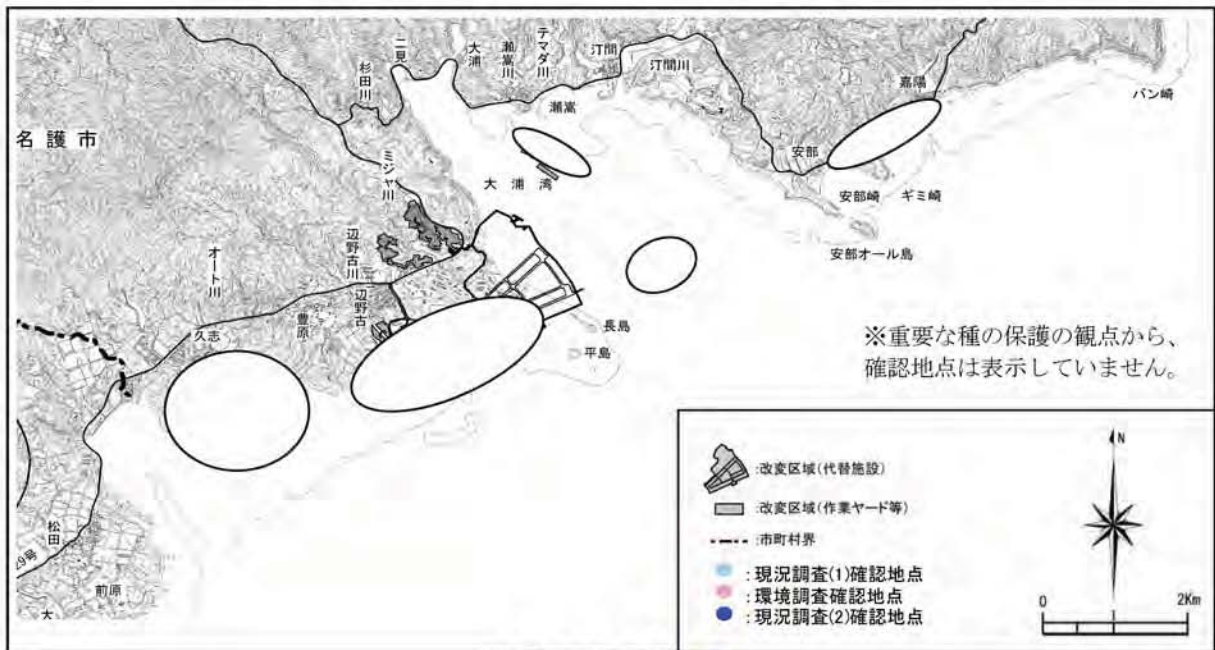 名護市
杉田川
二見
大浦
瀬嵩川
テマダ川
汀間
汀間川
瀬嵩
嘉陽
バン崎
安部
安部崎
ギミ崎
安部オール島
大浦湾
ミジャ川
辺野古川
辺野古
オート川
豊原
久志
長島
平島
松田
29号
前原
大
※重要な種の保護の観点から、
確認地点は表示していません。
:改変区域(代替施設)
:改変区域(作業ヤード等)
:市町村界
:現況調査(1)確認地点
:環境調査確認地点
:現況調査(2)確認地点
N
0 2Km